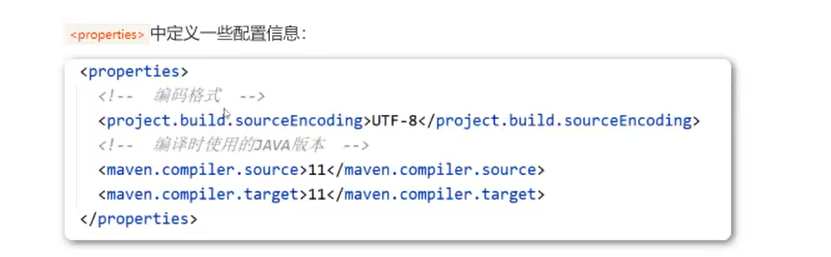 <properties> 中定义一些配置信息：
<properties>
<!-- 编码格式 -->
<project.build.sourceEncoding>UTF-8</project.build.sourceEncoding>
<!-- 编译时使用的JAVA版本 -->
<maven.compiler.source>11</maven.compiler.source>
<maven.compiler.target>11</maven.compiler.target>
</properties>